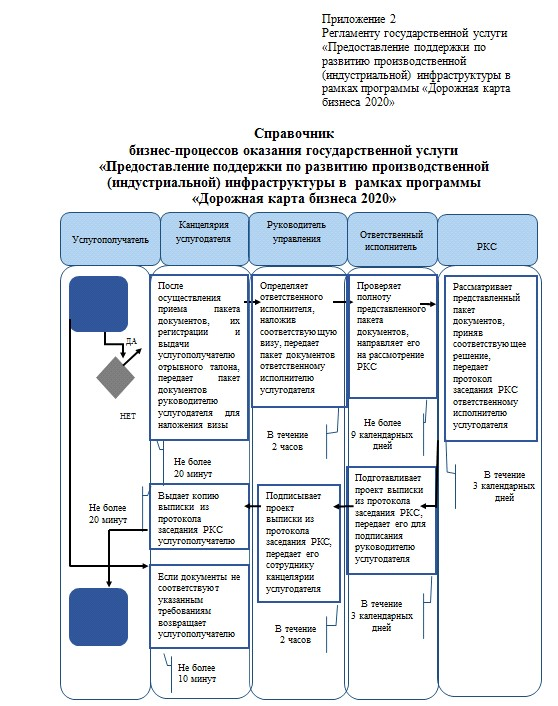 Приложение 2
Регламенту государственной услуги
«Предоставление поддержки по
развитию производственной
(индустриальной) инфраструктуры в
рамках программы «Дорожная карта
бизнеса 2020»
Справочник
бизнес-процессов оказания государственной услуги
«Предоставление поддержки по развитию производственной
(индустриальной) инфраструктуры в рамках программы
«Дорожная карта бизнеса 2020»
Услугополучатель
Канцелярия
услугодателя
Руководитель
управления
Ответственный
исполнитель
РКС
После
осуществления
приема пакета
документов, их
регистрации и
выдачи
услугополучателю
отрывного талона,
передает пакет
документов
руководителю
услугодателя для
наложения визы
Определяет
ответственного
исполнителя,
наложив
соответствующую
визу, передает
пакет документов
ответственному
исполнителю
услугодателя
Проверяет
полноту
представленного
пакета
документов,
направляет его
на рассмотрение
РКС
Рассматривает
представленный
пакет
документов,
приняв
соответствующее
решение,
передает
протокол
заседания РКС
ответственному
исполнителю
услугодателя
ДА
НЕТ
Не более
20 минут
В течение
2 часов
Не более
9 календарных
дней
В течение
3 календарных
дней
Не более
20 минут
Выдает копию
выписки из
протокола
заседания РКС
услугополучателю
Подписывает
проект
выписки из
протокола
заседания РКС,
передает его
сотруднику
канцелярии
услугодателя
Подготавливает
проект выписки
из протокола
заседания РКС,
передает его для
подписания
руководителю
услугодателя
Если документы не
соответствуют
указанным
требованиям
возвращает
услугополучателю
В течение
2 часов
В течение
3 календарных
дней
Не более
10 минут